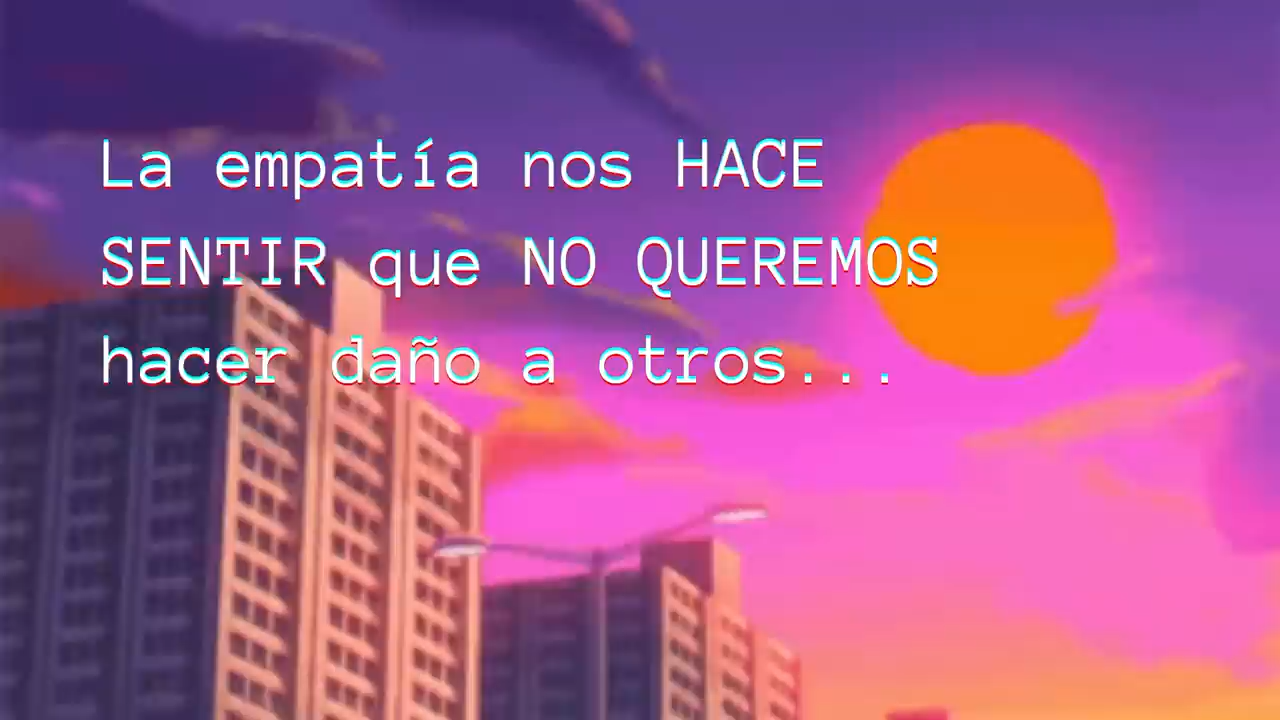 La empatía nos HACE
SENTIR que NO QUEREMOS
hacer daño a otros...